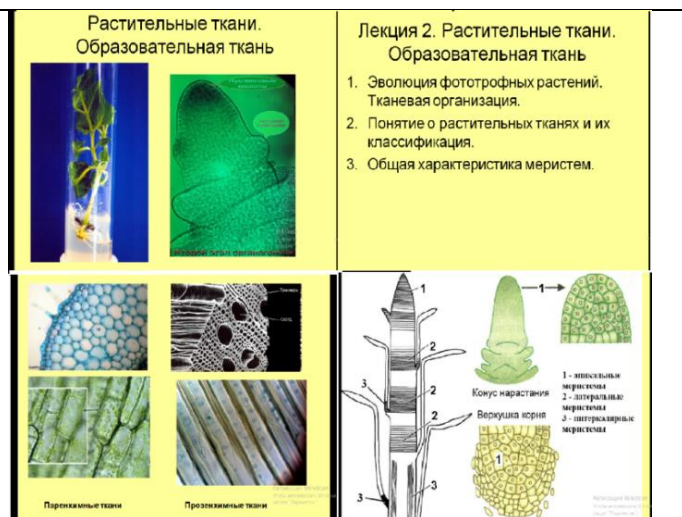 Растительные ткани.
Образовательная ткань
Лекция 2. Растительные ткани.
Образовательная ткань
1. Эволюция фототрофных растений.
Тканевая организация.
2. Понятие о растительных тканях и их
классификация.
3. Общая характеристика меристем.
Паренхимные ткани
Прозенхимные ткани
1
2
2
3
2
3
1
Конус нарастания
Верхушка корня
1
1 - апикальные
меристемы
2 - латеральные
меристемы
3 - интеркалярные
меристемы